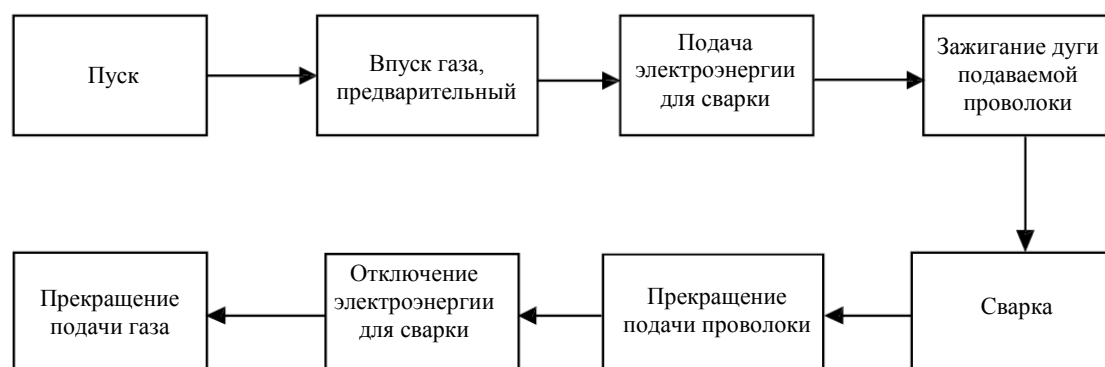 Пуск
Впуск газа,
предварительный
Подача
электроэнергии
для сварки
Зажигание дуги
подаваемой
проволоки
Сварка
Прекращение
подачи проволоки
Отключение
электроэнергии
для сварки
Прекращение
подачи газа